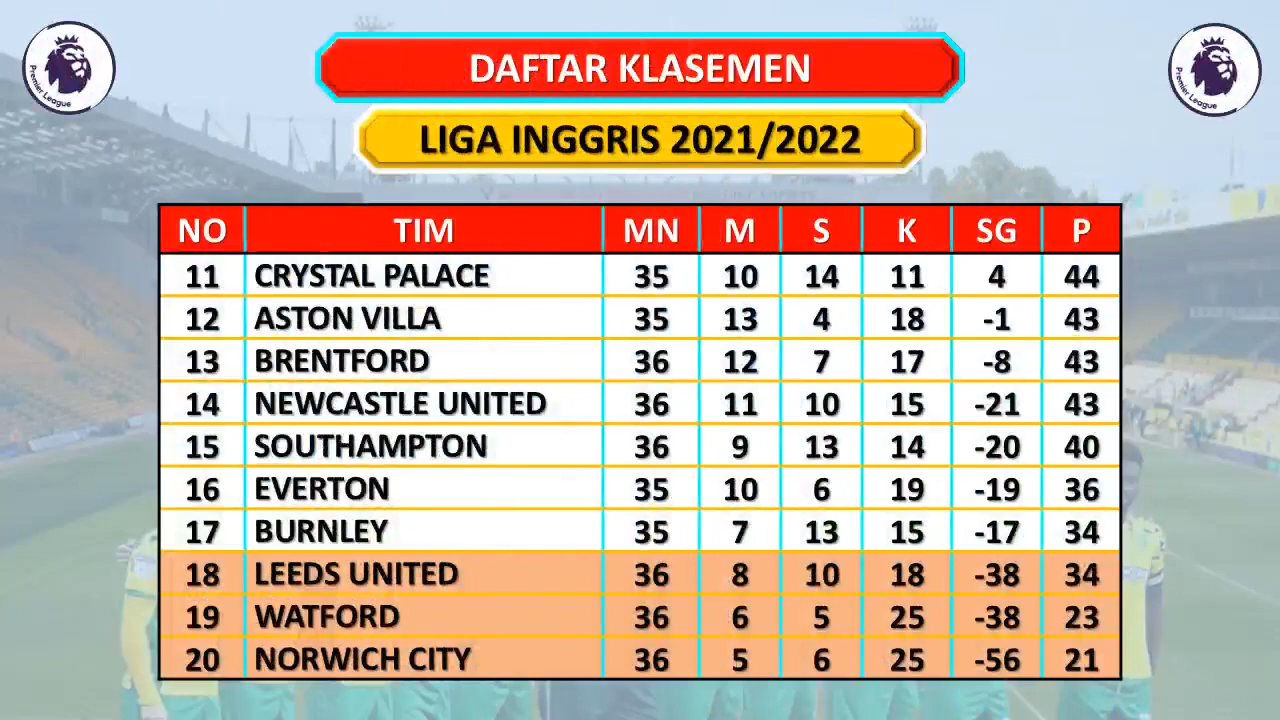 Premier League
Premier League
DAFTAR KLASEMEN
LIGA INGGRIS 2021/2022
NO TIM MN M S K SG P
11 CRYSTAL PALACE 35 10 14 11 4 44
12 ASTON VILLA 35 13 4 18 -1 43
13 BRENTFORD 36 12 7 17 -8 43
14 NEWCASTLE UNITED 36 11 10 15 -21 43
15 SOUTHAMPTON 36 9 13 14 -20 40
16 EVERTON 35 10 6 19 -19 36
17 BURNLEY 35 7 13 15 -17 34
18 LEEDS UNITED 36 8 10 18 -38 34
19 WATFORD 36 6 5 25 -38 23
20 NORWICH CITY 36 5 6 25 -56 21